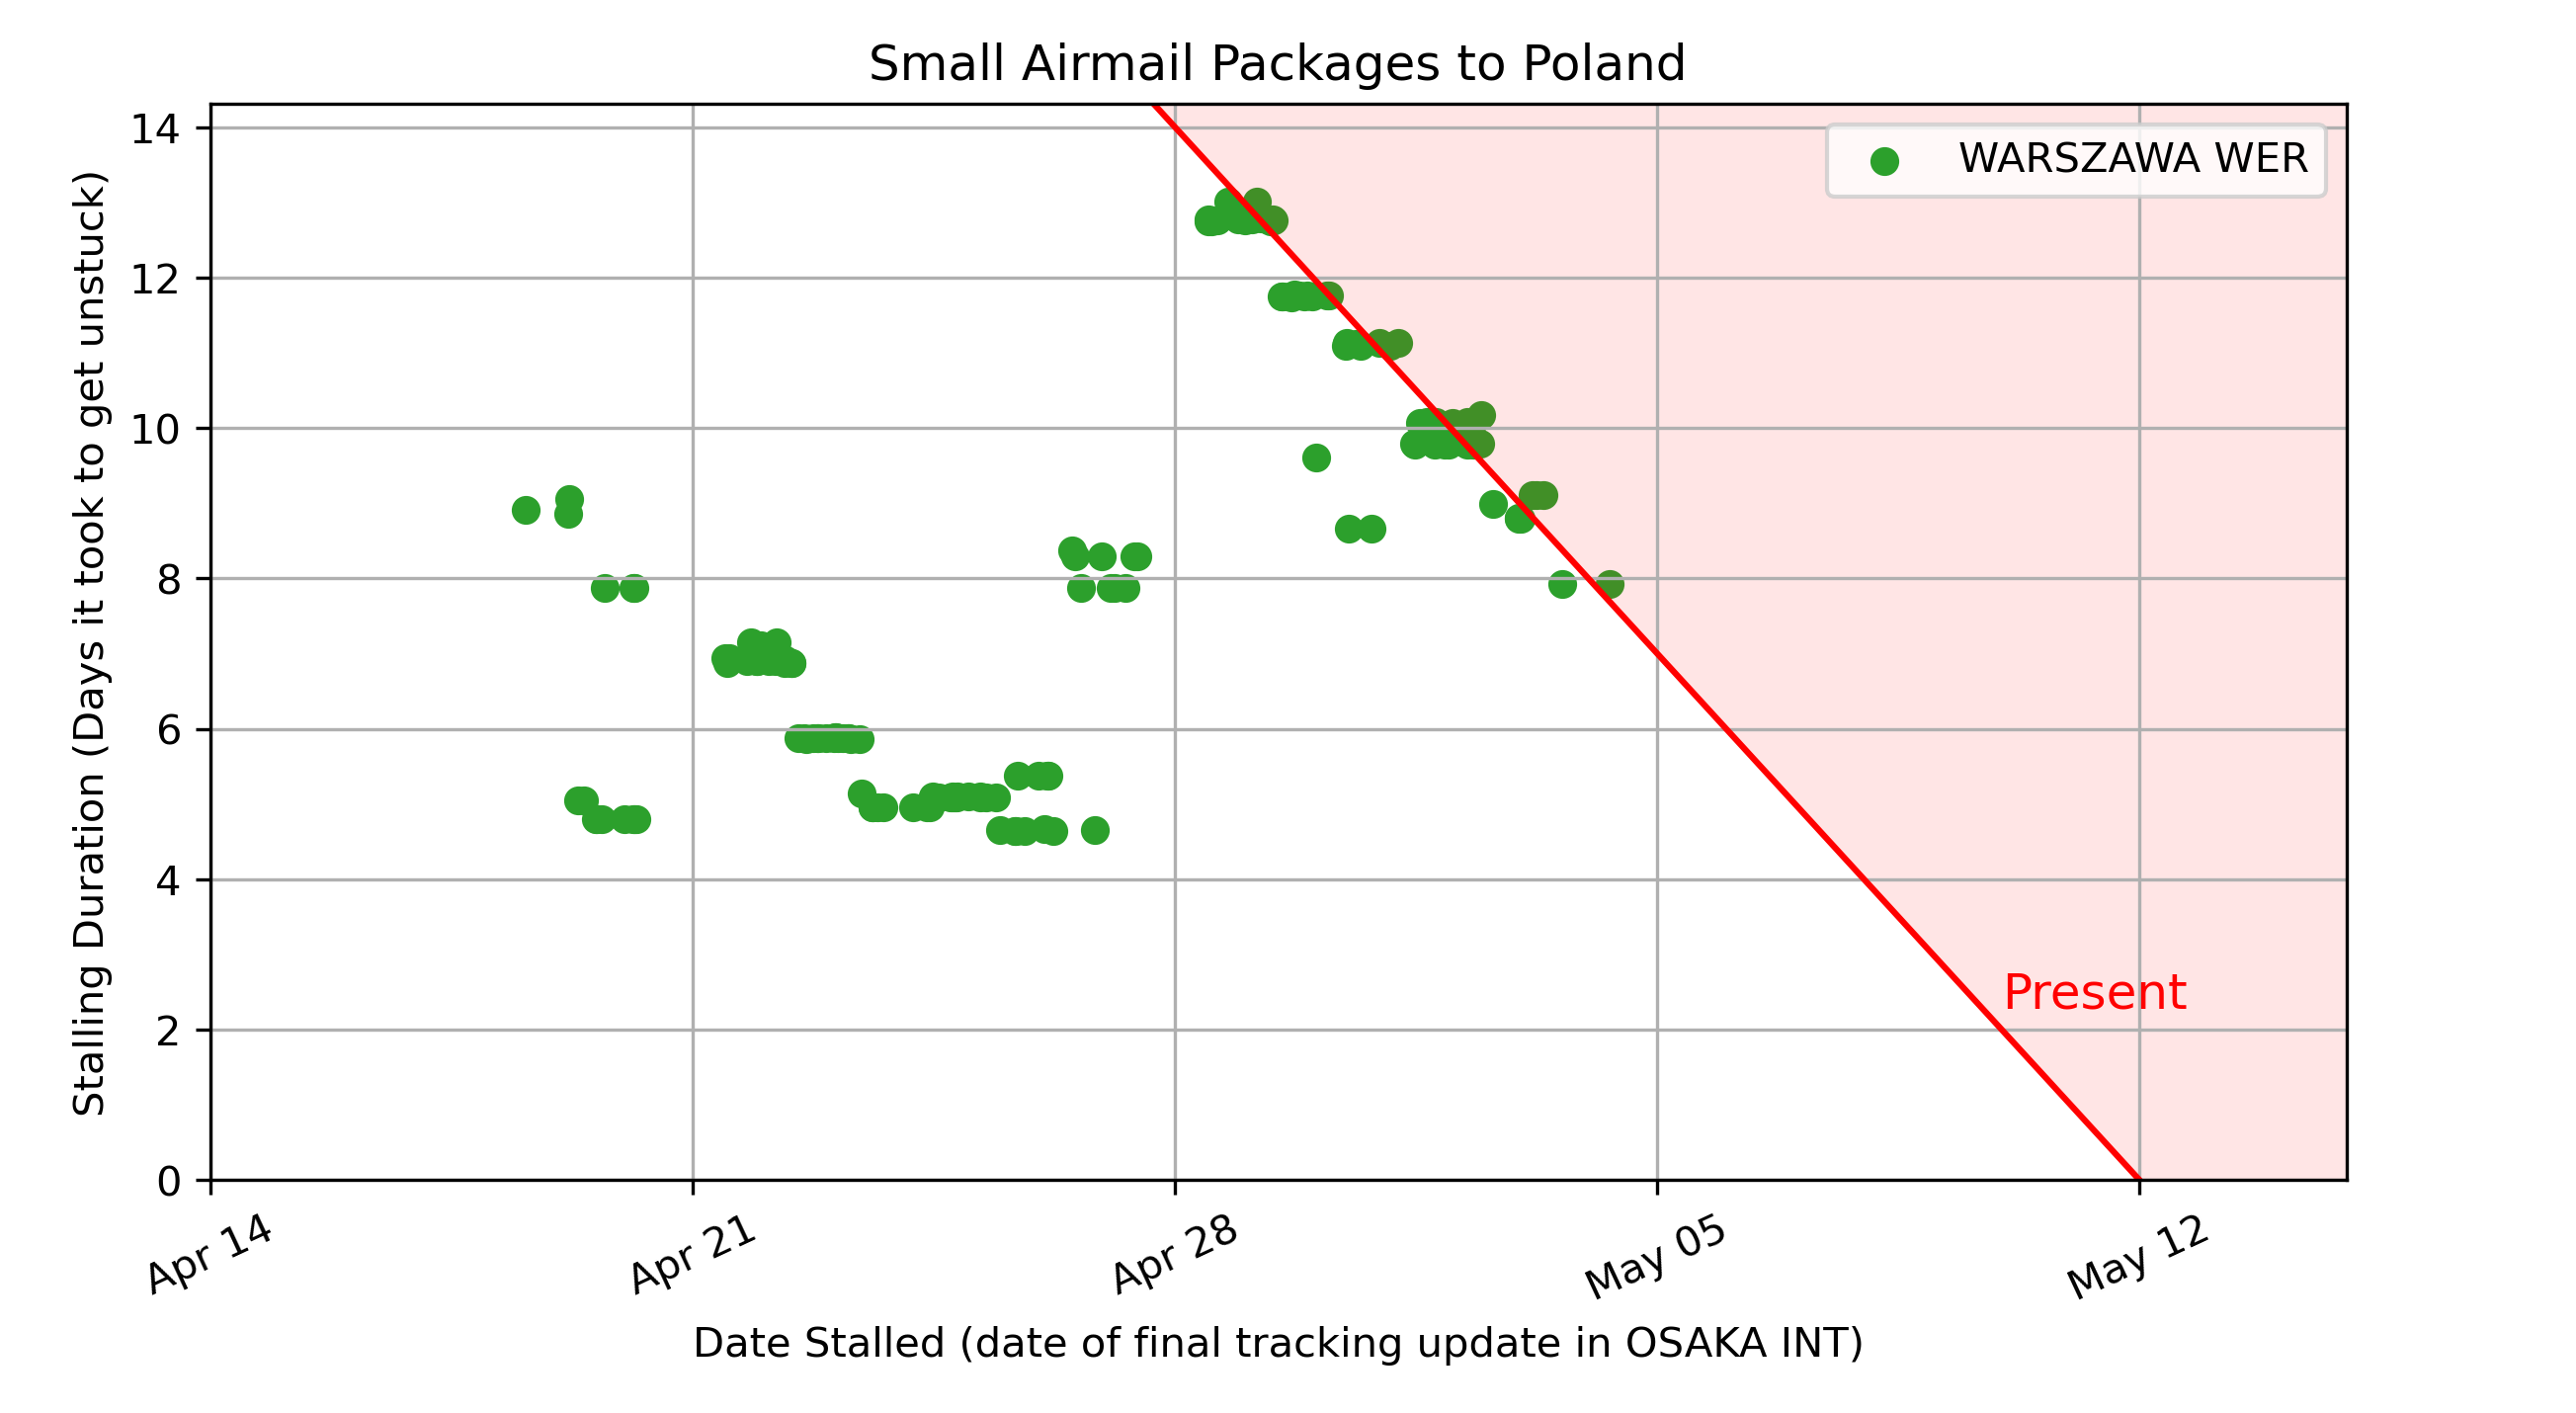 Small Airmail Packages to Poland
Stalling Duration (Days it took to get unstuck)
14
12
10
8
6
4
2
0
WARSZAWA WER
Present
Apr 14
Apr 21
Apr 28
May 05
May 12
Date Stalled (date of final tracking update in OSAKA INT)